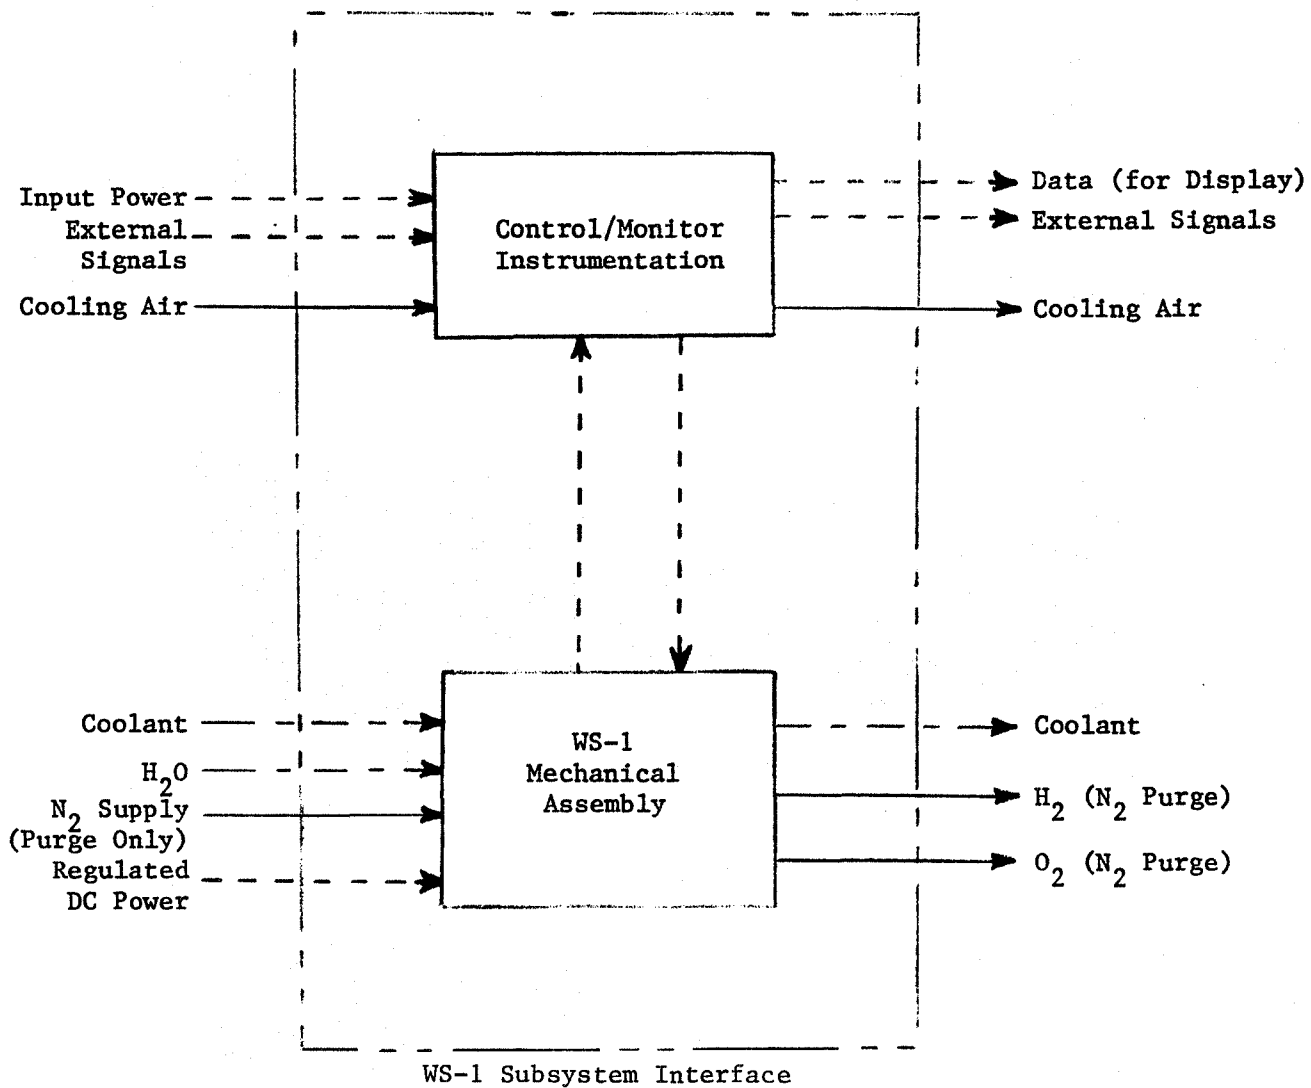 Input Power
External
Signals
Cooling Air
Control/Monitor
Instrumentation
Data (for Display)
External Signals
Cooling Air
Coolant
H2O
N2 Supply
(Purge Only)
Regulated
DC Power
WS-1
Mechanical
Assembly
Coolant
H2 (N2 Purge)
O2 (N2 Purge)
WS-1 Subsystem Interface